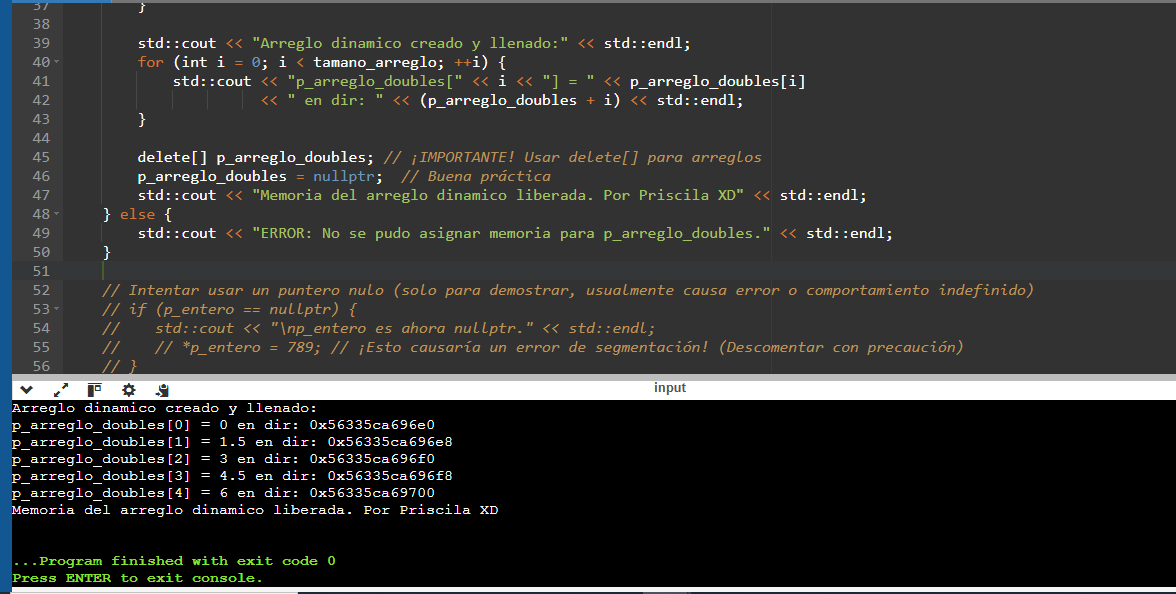 37 }
38
39 std::cout << "Arreglo dinamico creado y llenado:" << std::endl;
40 for (int i = 0; i < tamano_arreglo; ++i) {
41 std::cout << "p_arreglo_doubles[" << i << "] = " << p_arreglo_doubles[i]
42 << " en dir: " << (p_arreglo_doubles + i) << std::endl;
43 }
44
45 delete[] p_arreglo_doubles; // ¡IMPORTANTE! Usar delete[] para arreglos
46 p_arreglo_doubles = nullptr; // Buena práctica
47 std::cout << "Memoria del arreglo dinamico liberada. Por Priscila XD" << std::endl;
48 } else {
49 std::cout << "ERROR: No se pudo asignar memoria para p_arreglo_doubles." << std::endl;
50 }
51
52 // Intentar usar un puntero nulo (solo para demostrar, usualmente causa error o comportamiento indefinido)
53 // if (p_entero == nullptr) {
54 // std::cout << "\np_entero es ahora nullptr." << std::endl;
55 // // *p_entero = 789; // ¡Esto causaría un error de segmentación! (Descomentar con precaución)
56 // }
input
Arreglo dinamico creado y llenado:
p_arreglo_doubles[0] = 0 en dir: 0x56335ca696e0
p_arreglo_doubles[1] = 1.5 en dir: 0x56335ca696e8
p_arreglo_doubles[2] = 3 en dir: 0x56335ca696f0
p_arreglo_doubles[3] = 4.5 en dir: 0x56335ca696f8
p_arreglo_doubles[4] = 6 en dir: 0x56335ca69700
Memoria del arreglo dinamico liberada. Por Priscila XD
...Program finished with exit code 0
Press ENTER to exit console.